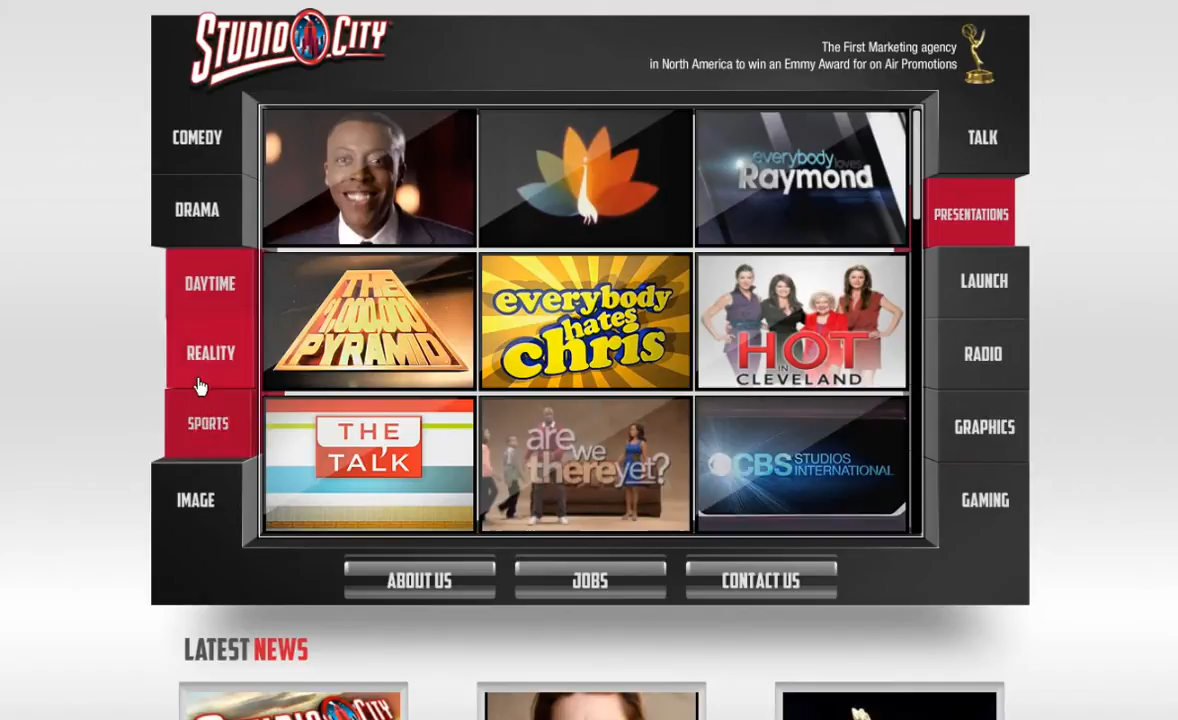 STUDIO CITY
The First Marketing agency
in North America to win an Emmy Award for on Air Promotions
COMEDY
DRAMA
DAYTIME
REALITY
SPORTS
IMAGE
everybody loves
Raymond
THE
1,000,000
PYRAMID
everybody
hates
chris
HOT
IN
CLEVELAND
THE
TALK
are
we
thereyet?
CBS STUDIOS
INTERNATIONAL
TALK
PRESENTATIONS
LAUNCH
RADIO
GRAPHICS
GAMING
ABOUT US
JOBS
CONTACT US
LATEST NEWS
STUDIO CITY